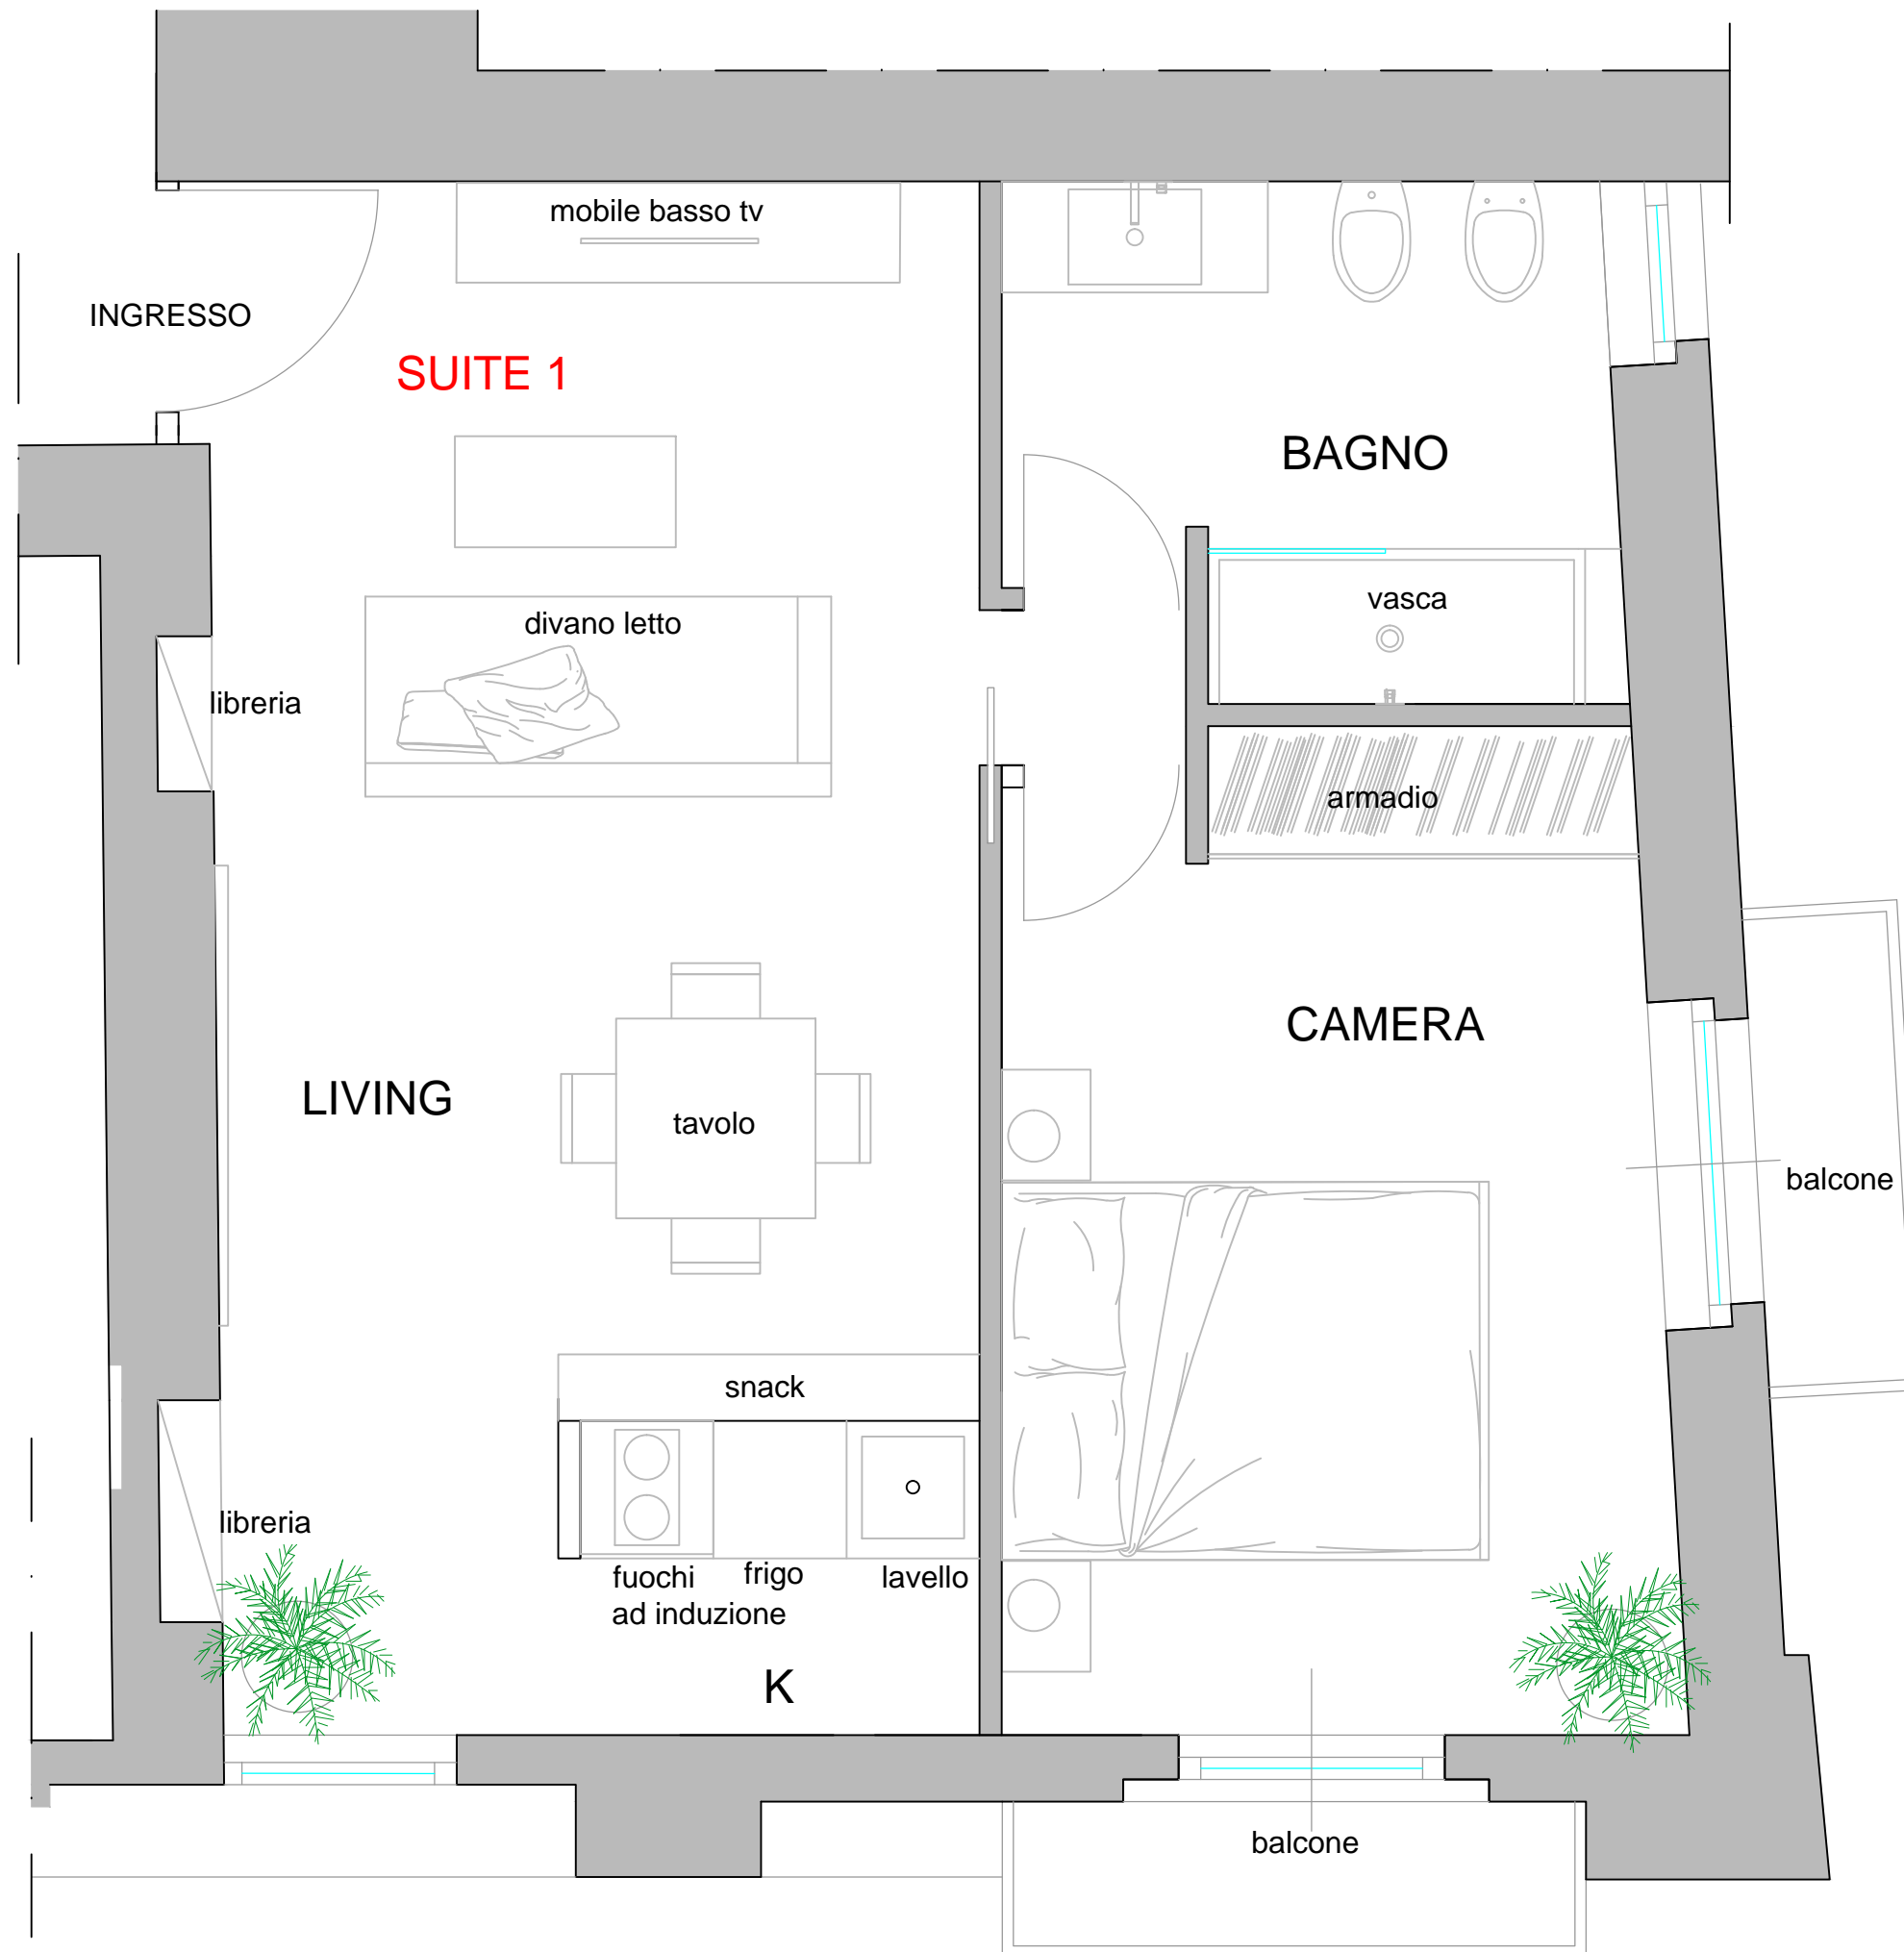 mobile basso tv
INGRESSO
SUITE 1
BAGNO
divano letto
vasca
libreria
armadio
CAMERA
LIVING
tavolo
balcone
snack
libreria
fuochi
ad induzione
frigo
lavello
K
balcone